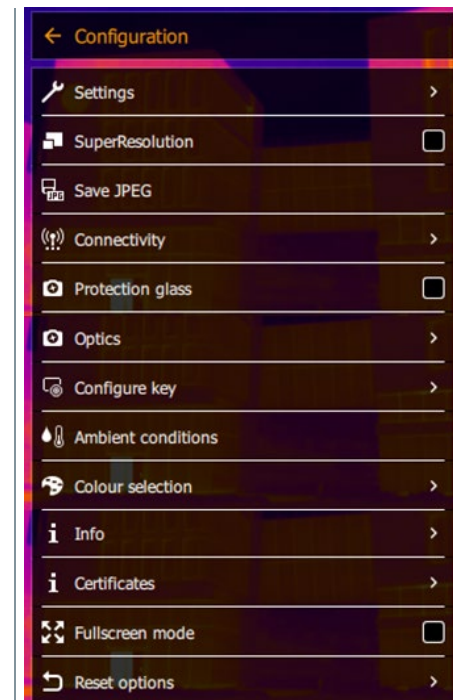 Configuration
Settings
SuperResolution
JPG
Save JPEG
Connectivity
Protection glass
Optics
Configure key
Ambient conditions
Colour selection
i Info
i Certificates
Fullscreen mode
Reset options